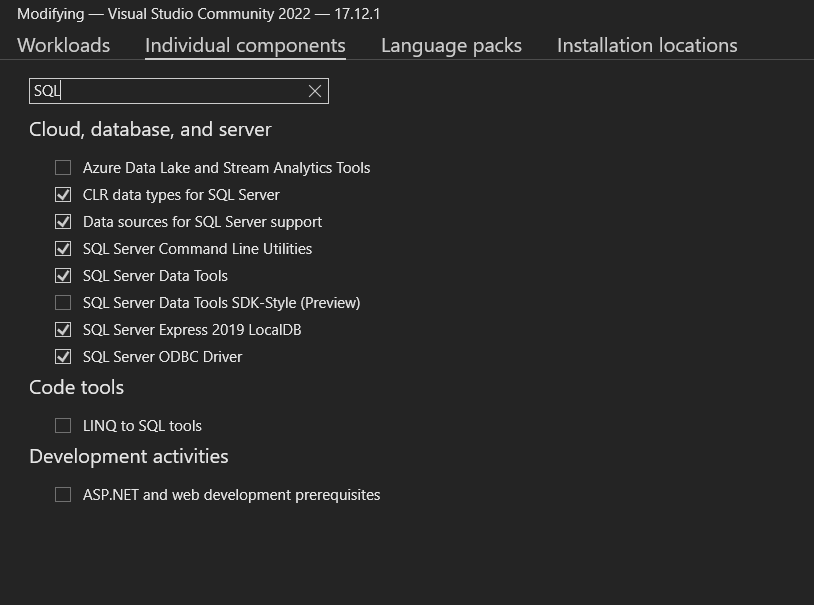 Modifying — Visual Studio Community 2022 — 17.12.1
Workloads Individual components Language packs Installation locations
SQL
Cloud, database, and server
Azure Data Lake and Stream Analytics Tools
CLR data types for SQL Server
Data sources for SQL Server support
SQL Server Command Line Utilities
SQL Server Data Tools
SQL Server Data Tools SDK-Style (Preview)
SQL Server Express 2019 LocalDB
SQL Server ODBC Driver
Code tools
LINQ to SQL tools
Development activities
ASP.NET and web development prerequisites